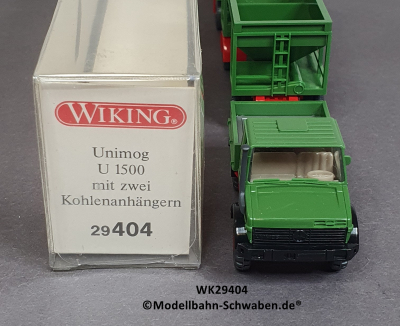 WIKING®
Unimog
U 1500
mit zwei
Kohlenanhängern
29404
WK29404
©Modellbahn-Schwaben.de®